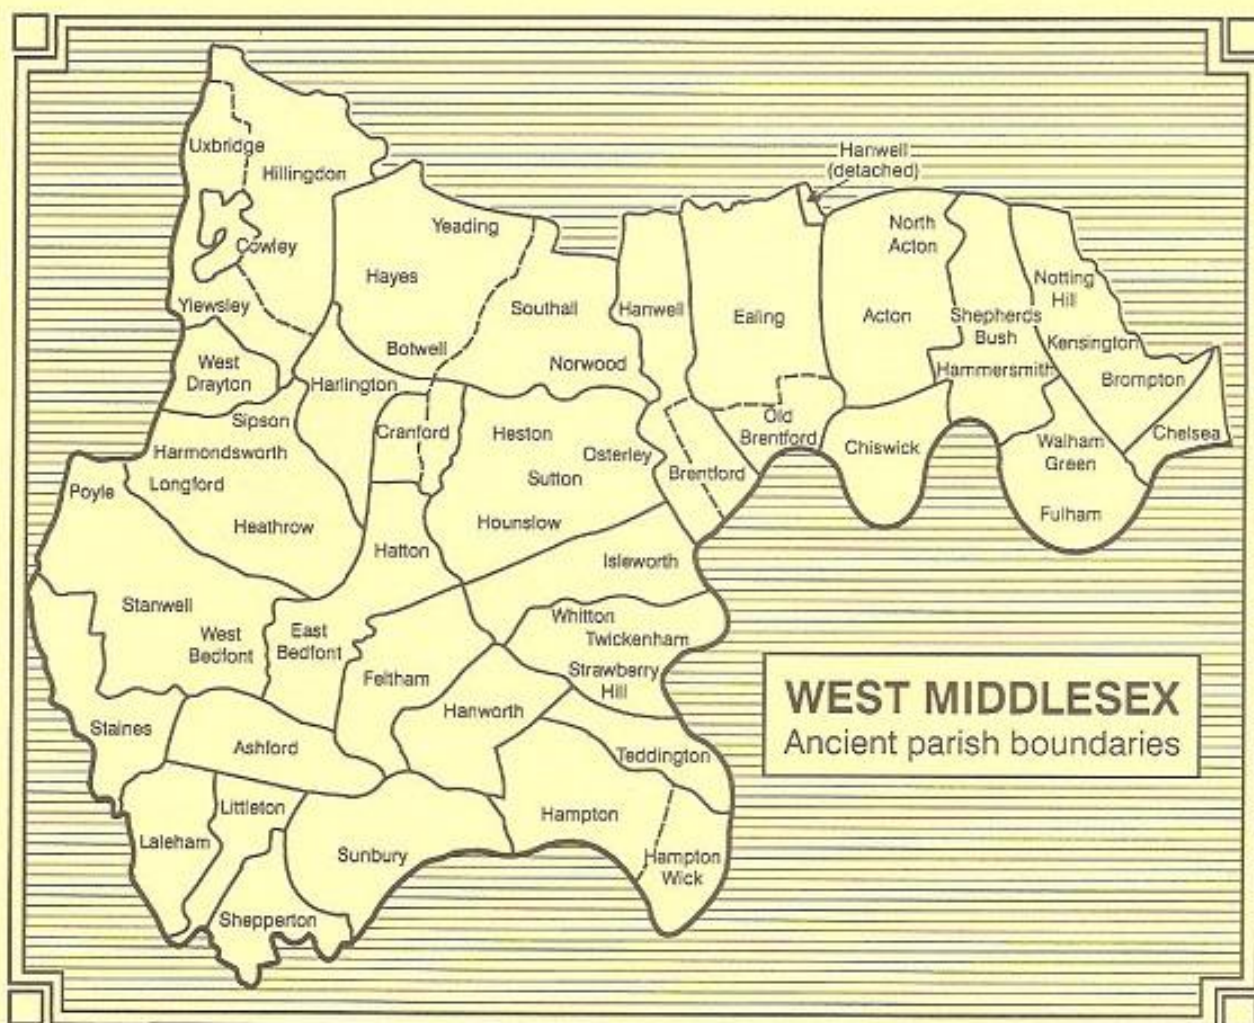 Hanwell
(detached)
Uxbridge
Hillingdon
North
Acton
Yeading
Cowley
Hayes
Notting
Hill
Ylewsley
Southall
Hanwell
Ealing
Acton
Shepherds
Bush
Kensington
Botwell
West
Drayton
Norwood
Hammersmith
Brompton
Harlington
Sipson
Cranford
Heston
Old
Brentford
Chelsea
Harmondsworth
Osterley
Chiswick
Walham
Green
Brentford
Sutton
Poyle
Longford
Heathrow
Hounslow
Fulham
Hatton
Isleworth
Stanwell
Whitton
Twickenham
West
Bedfont
East
Bedfont
Strawberry
Hill
Feltham
WEST MIDDLESEX
Ancient parish boundaries
Hanworth
Staines
Ashford
Teddington
Littleton
Hampton
Laleham
Sunbury
Hampton
Wick
Shepperton